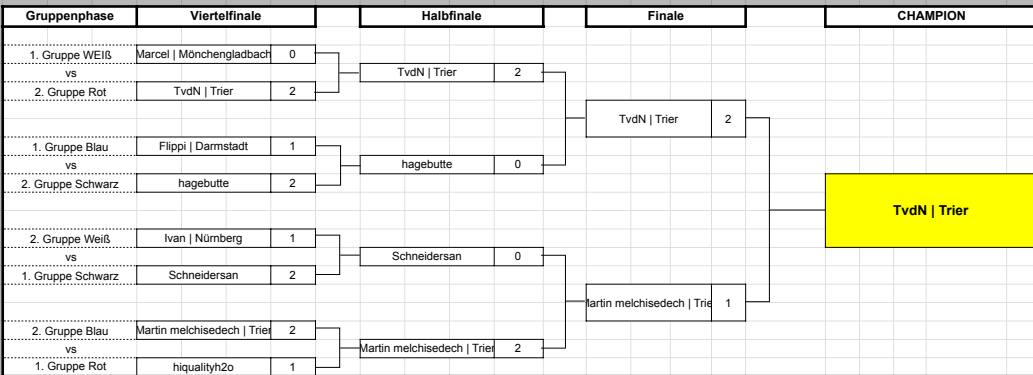 Gruppenphase Viertelfinale Halbfinale Finale CHAMPION
1. Gruppe WEIß Marcel | Mönchengladbach 0
vs TvdN | Trier 2
2. Gruppe Rot TvdN | Trier 2
TvdN | Trier 2
1. Gruppe Blau Flippi | Darmstadt 1
vs hagebutte 0
2. Gruppe Schwarz hagebutte 2
TvdN | Trier
2. Gruppe Weiß Ivan | Nürnberg 1
vs Schneidersan 0
1. Gruppe Schwarz Schneidersan 2
Martin melchisedech | Trier 1
2. Gruppe Blau Martin melchisedech | Trier 2
vs Martin melchisedech | Trier 2
1. Gruppe Rot hiqualityh2o 1